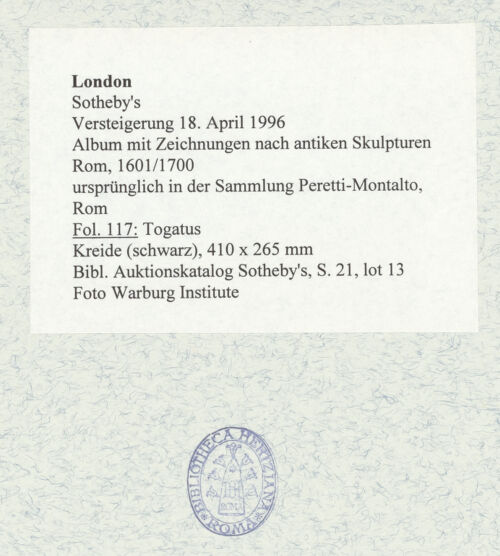 London
Sotheby's
Versteigerung 18. April 1996
Album mit Zeichnungen nach antiken Skulpturen
Rom, 1601/1700
ursprünglich in der Sammlung Peretti-Montalto,
Rom
Fol. 117: Togatus
Kreide (schwarz), 410 x 265 mm
Bibl. Auktionskatalog Sotheby's, S. 21, lot 13
Foto Warburg Institute
BIBLIOTHECA HERTZIANA
ROMA
ROMA